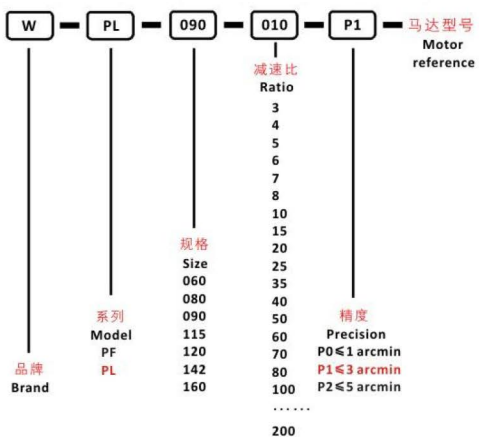 W - PL - 090 - 010 - P1 - 马达型号
Motor
reference
减速比
Ratio
3
4
5
6
7
8
10
15
20
25
35
40
50
60
70
80
100
......
200
规格
Size
060
080
090
115
120
142
160
系列
Model
PF
PL
品牌
Brand
精度
Precision
P0≤1 arcmin
P1≤3 arcmin
P2≤5 arcmin